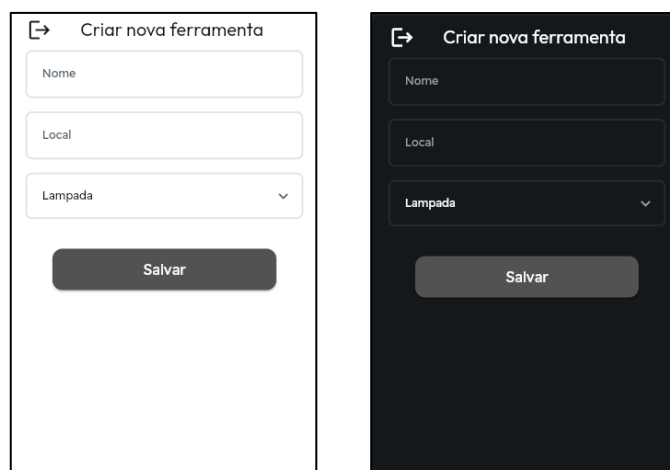 Criar nova ferramenta
Nome
Local
Lampada
Salvar
Criar nova ferramenta
Nome
Local
Lampada
Salvar